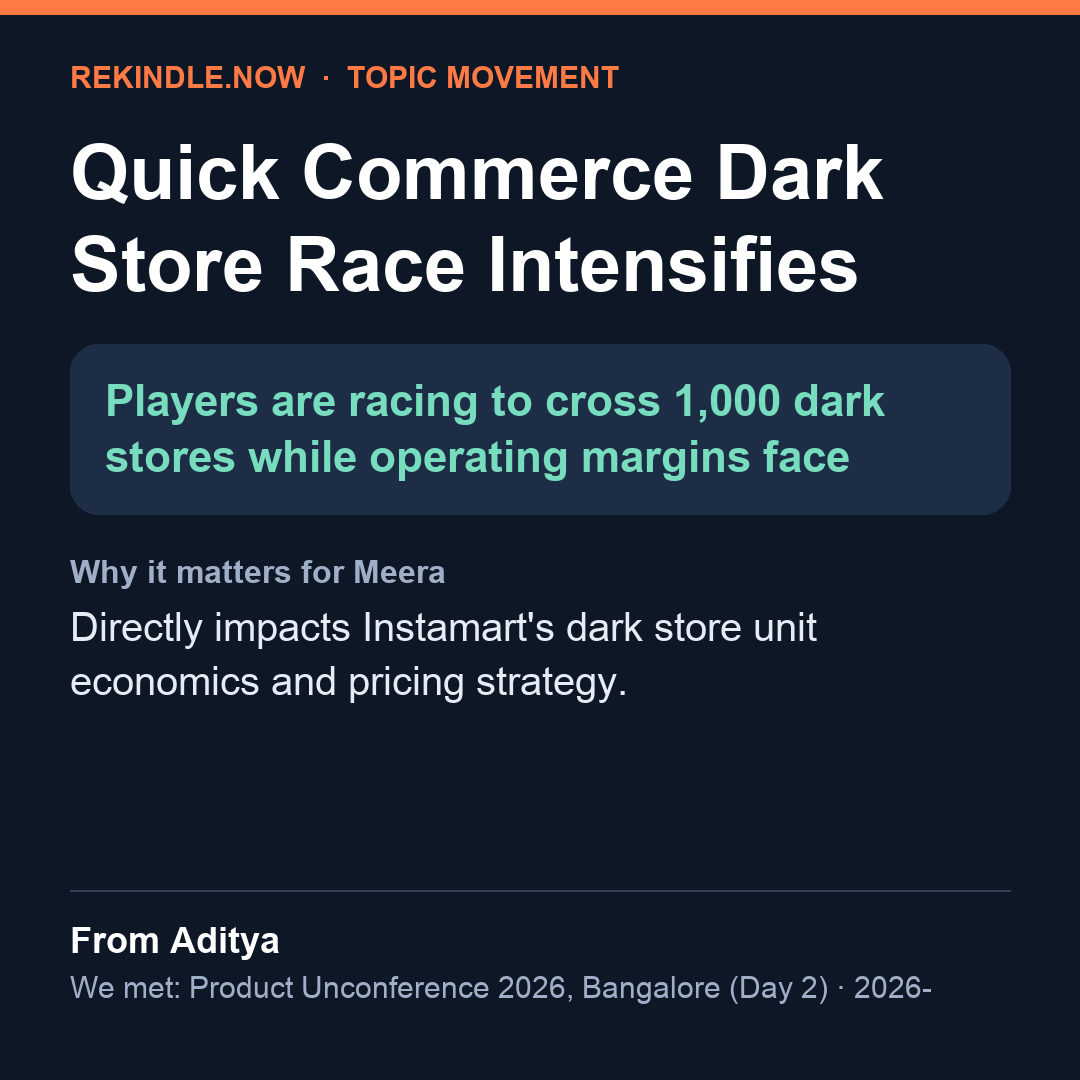 REKINDLE.NOW · TOPIC MOVEMENT
Quick Commerce Dark
Store Race Intensifies
Players are racing to cross 1,000 dark
stores while operating margins face
Why it matters for Meera
Directly impacts Instamart's dark store unit
economics and pricing strategy.
From Aditya
We met: Product Unconference 2026, Bangalore (Day 2) · 2026-